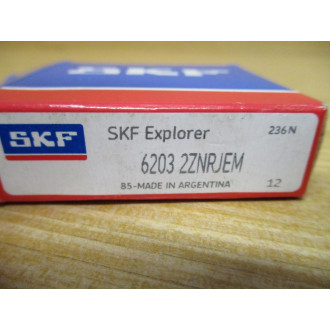 SKF
SKF
SKF Explorer
236N
6203 2ZNRJEM
85-MADE IN ARGENTINA
12